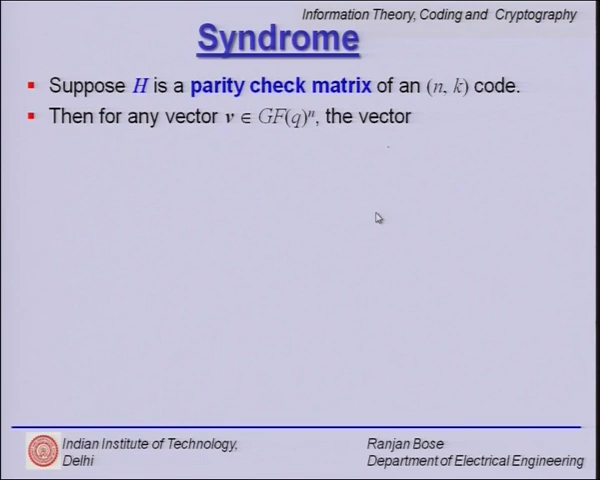 Information Theory, Coding and Cryptography
Syndrome
Suppose H is a parity check matrix of an (n, k) code.
Then for any vector v ∈ GF(q)ⁿ, the vector
Indian Institute of Technology,
Delhi
Ranjan Bose
Department of Electrical Engineering